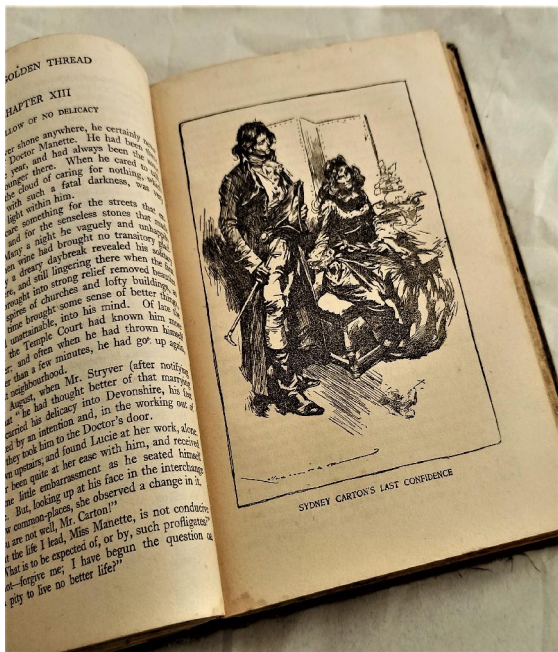 GOLDEN THREAD
CHAPTER XIII
OF NO DELICACY
shone anywhere, he certainly
Doctor Manette. He had been
year, and had always been the
there. When he cared to
the cloud of caring for nothing,
with such a fatal darkness, was
light within him.
care something for the streets that
and for the senseless stones that
Many a night he vaguely and unhappily
wine had brought no transitory
a dreary daybreak revealed his
and still lingering there when the
brought into strong relief removed beauties
spires of churches and lofty buildings,
time brought some sense of better things,
unattainable, into his mind. Of late the
the Temple Court had known him more
and often when he had thrown himself
than a few minutes, he had got up again,
neighbourhood.
August, when Mr. Stryver (after notifying
"he had thought better of that marrying
carried his delicacy into Devonshire,
by an intention and, in the working out of
they took him to the Doctor's door.
upstairs, and found Lucie at her work, alone.
been quite at her ease with him, and received
little embarrassment as he seated himself
But, looking up at his face in the interchange
common-places, she observed a change in it.
are not well, Mr. Carton!"
the life I lead, Miss Manette, is not conducive
What is to be expected of, or by, such profligates?"
not—forgive me; I have begun the question on
pity to live no better life?"
SYDNEY CARTON'S LAST CONFIDENCE